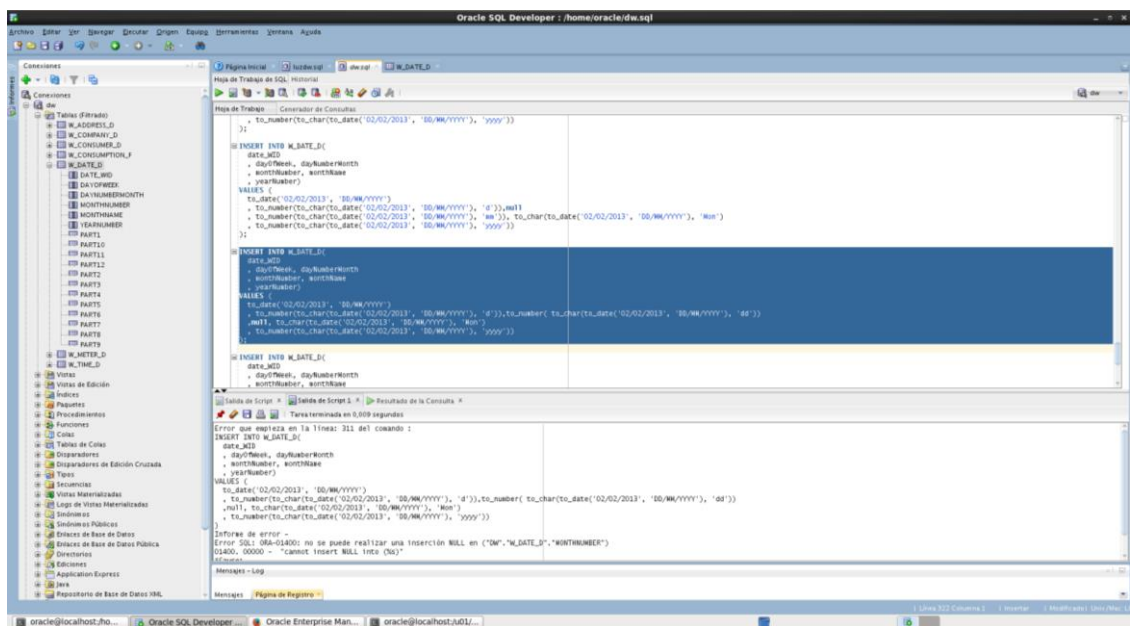 Oracle SQL Developer : /home/oracle/dw.sql
Archivo Editar Ver Navegar Ejecutar Origen Equipo Herramientas Ventana Ayuda
Conexiones
Página Inicial dw.sql W_DATE_D
Hoja de Trabajo de SQL Historial
dw
Hoja de Trabajo Generador de Consultas
Informes
Conexiones
dw
Tablas (Filtrado)
W_ADDRESS_D
W_COMPANY_D
W_CONSUMER_D
W_CONSUMPTION_F
W_DATE_D
DATE_WID
DAYOFWEEK
DAYNUMBERMONTH
MONTHNUMBER
MONTHNAME
YEARNUMBER
PART1
PART10
PART11
PART12
PART2
PART3
PART4
PART5
PART6
PART7
PART8
PART9
W_METER_D
W_TIME_D
Vistas
Vistas de Edición
Índices
Paquetes
Procedimientos
Funciones
Colas
Tablas de Colas
Disparadores
Disparadores de Edición Cruzada
Tipos
Secuencias
Vistas Materializadas
Logs de Vistas Materializadas
Sinónimos
Sinónimos Públicos
Enlaces de Base de Datos
Enlaces de Base de Datos Pública
Directorios
Ediciones
Application Express
Java
Repositorio de Base de Datos XML
, to_number(to_char(to_date('02/02/2013', 'DD/MM/YYYY'), 'yyyy'))
);
INSERT INTO W_DATE_D(
date_WID
, dayOfWeek, dayNumberMonth
, monthNumber, monthName
, yearNumber)
VALUES (
to_date('02/02/2013', 'DD/MM/YYYY')
, to_number(to_char(to_date('02/02/2013', 'DD/MM/YYYY'), 'd')),null
, to_number(to_char(to_date('02/02/2013', 'DD/MM/YYYY'), 'mm')), to_char(to_date('02/02/2013', 'DD/MM/YYYY'), 'Mon')
, to_number(to_char(to_date('02/02/2013', 'DD/MM/YYYY'), 'yyyy'))
);
INSERT INTO W_DATE_D(
date_WID
, dayOfWeek, dayNumberMonth
, monthNumber, monthName
, yearNumber)
VALUES (
to_date('02/02/2013', 'DD/MM/YYYY')
, to_number(to_char(to_date('02/02/2013', 'DD/MM/YYYY'), 'd')),to_number( to_char(to_date('02/02/2013', 'DD/MM/YYYY'), 'dd'))
,null, to_char(to_date('02/02/2013', 'DD/MM/YYYY'), 'Mon')
, to_number(to_char(to_date('02/02/2013', 'DD/MM/YYYY'), 'yyyy'))
);
INSERT INTO W_DATE_D(
date_WID
, dayOfWeek, dayNumberMonth
, monthNumber, monthName
Salida de Script Salida de Script 1 Resultado de la Consulta
Tarea terminada en 0,009 segundos
Error que empieza en la línea: 311 del comando :
INSERT INTO W_DATE_D(
date_WID
, dayOfWeek, dayNumberMonth
, monthNumber, monthName
, yearNumber)
VALUES (
to_date('02/02/2013', 'DD/MM/YYYY')
, to_number(to_char(to_date('02/02/2013', 'DD/MM/YYYY'), 'd')),to_number( to_char(to_date('02/02/2013', 'DD/MM/YYYY'), 'dd'))
,null, to_char(to_date('02/02/2013', 'DD/MM/YYYY'), 'Mon')
, to_number(to_char(to_date('02/02/2013', 'DD/MM/YYYY'), 'yyyy'))
)
Informe de error -
Error SQL: ORA-01400: no se puede realizar una inserción NULL en ("DW"."W_DATE_D"."MONTHNUMBER")
01400. 00000 - "cannot insert NULL into (%s)"
Mensajes - Log
Mensajes Página de Registro
Línea 322 Columna 1 Insertar Modificado
oracle@localhost:/ho... Oracle SQL Developer ... Oracle Enterprise Man... oracle@localhost:/u01/...